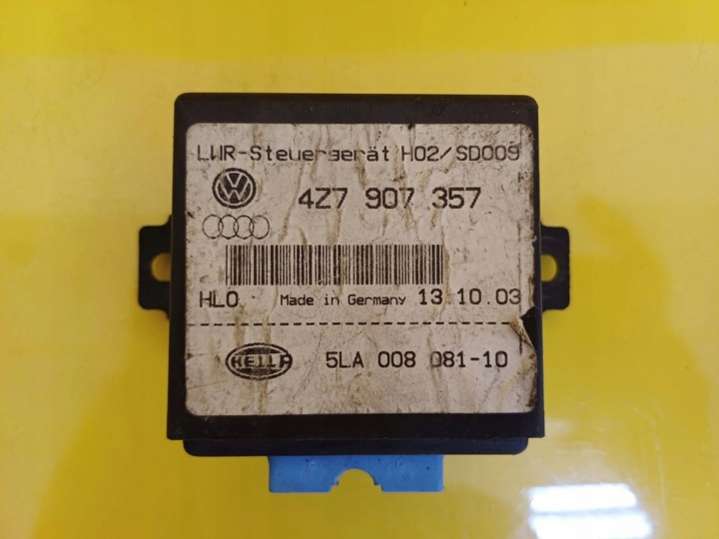 LWR-Steuergerät H02/SD009
4Z7 907 357
HLO Made in Germany 13 10.03
HELLA 5LA 008 081-10